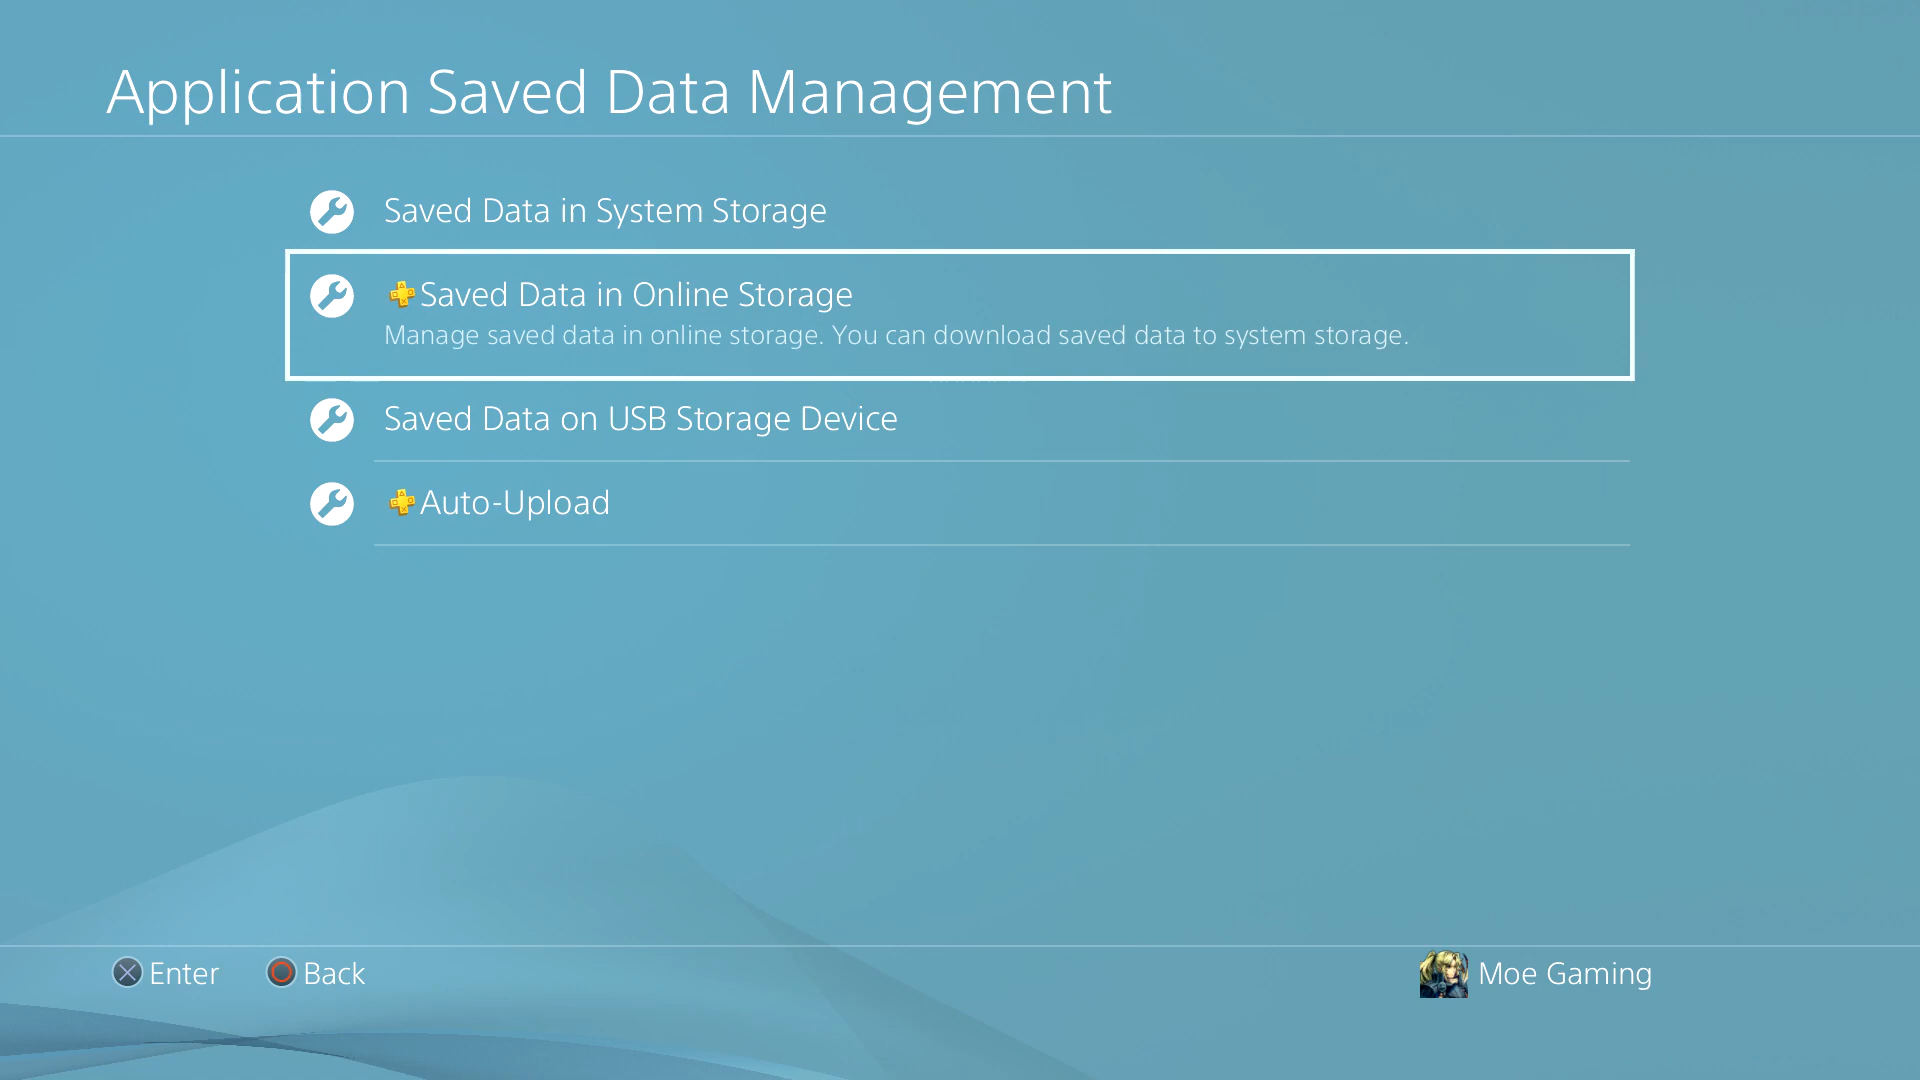 Application Saved Data Management
Saved Data in System Storage
Saved Data in Online Storage
Manage saved data in online storage. You can download saved data to system storage.
Saved Data on USB Storage Device
Auto-Upload
Enter
Back
Moe Gaming